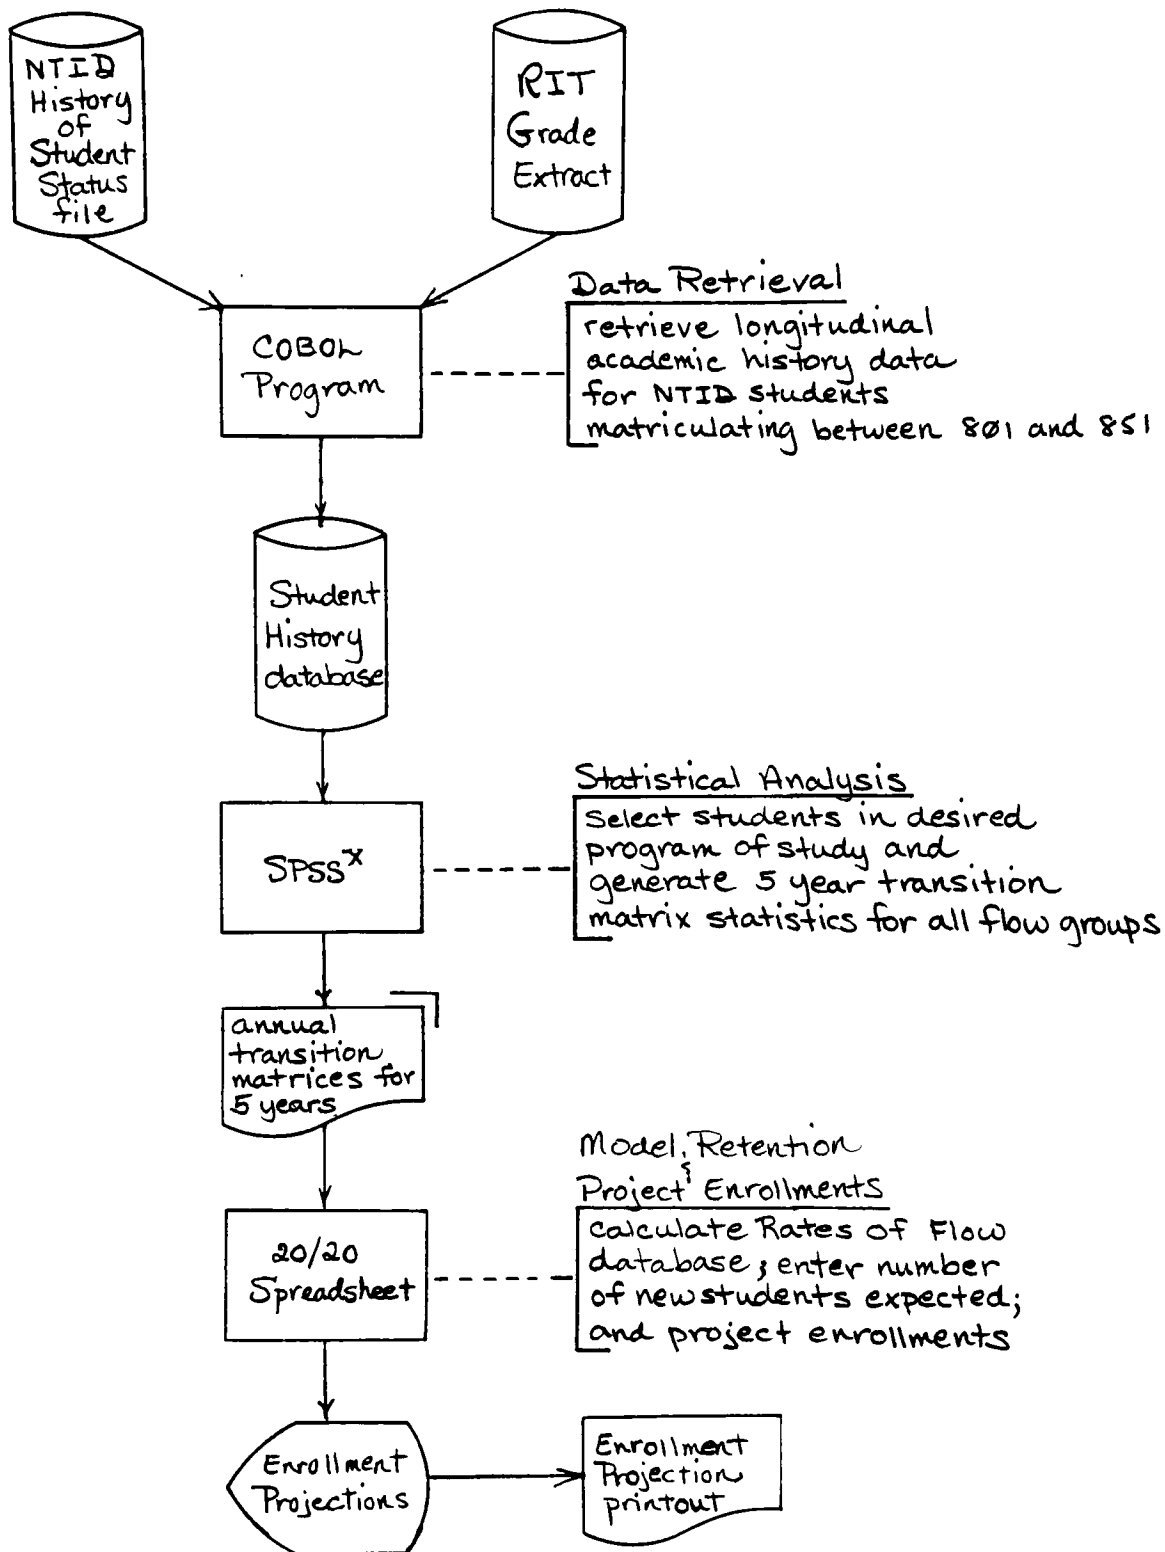 NTID
History
of
Student
Status
file
RIT
Grade
Extract
COBOL
Program
Data Retrieval
retrieve longitudinal
academic history data
for NTID students
matriculating between 8Ø1 and 851
Student
History
database
SPSSˣ
Statistical Analysis
Select students in desired
program of study and
generate 5 year transition
matrix statistics for all flow groups
annual
transition
matrices for
5 years
Model Retention
&
Project Enrollments
20/20
Spreadsheet
calculate Rates of Flow
database; enter number
of new students expected;
and project enrollments
Enrollment
Projections
Enrollment
Projection
printout